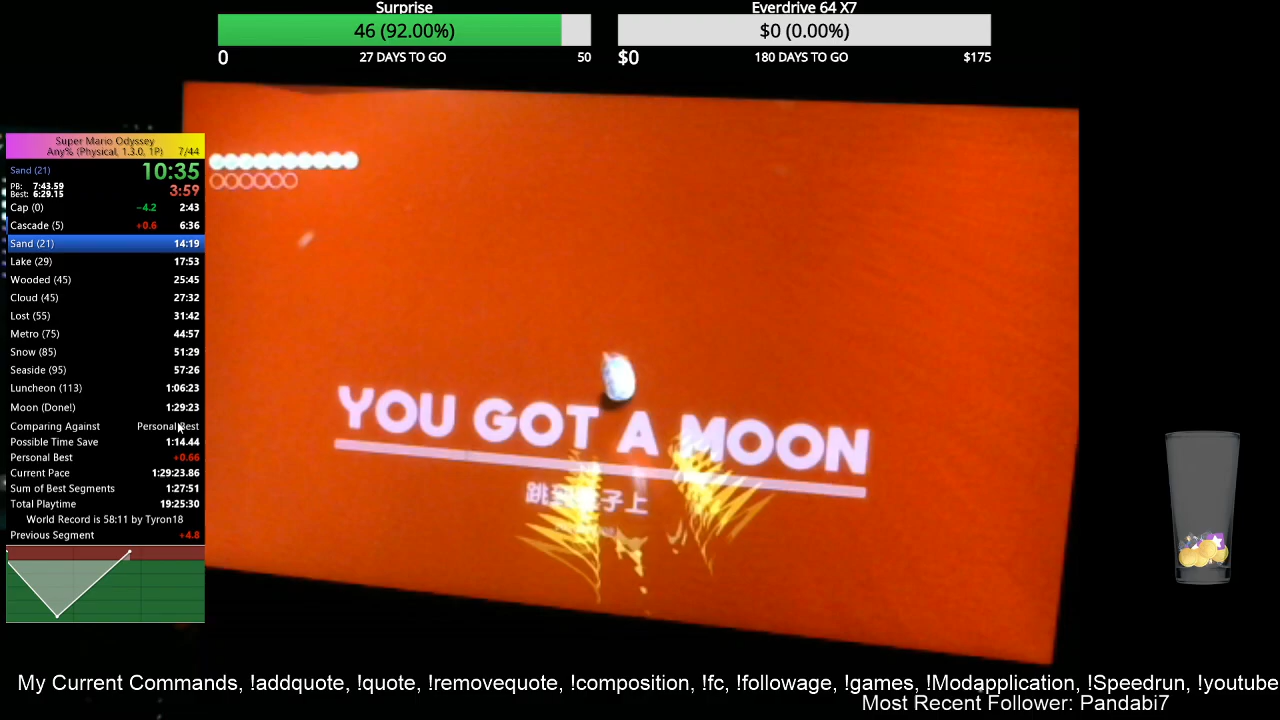 Surprise
46 (92.00%)
0
27 DAYS TO GO
50
Everdrive 64 X7
$0 (0.00%)
$0
180 DAYS TO GO
$175
Super Mario Odyssey
Any% (Physical, 1.3.0, 1P) 7/44
Sand (21) 10:35
PB: 7:43.59 3:59
Best: 6:29.15
Cap (0) −4.2 2:43
Cascade (5) +0.6 6:36
Sand (21) 14:19
Lake (29) 17:53
Wooded (45) 25:45
Cloud (45) 27:32
Lost (55) 31:42
Metro (75) 44:57
Snow (85) 51:29
Seaside (95) 57:26
Luncheon (113) 1:06:23
Moon (Done!) 1:29:23
Comparing Against Personal Best
Possible Time Save 1:14.44
Personal Best +0.66
Current Pace 1:29:23.86
Sum of Best Segments 1:27:51
Total Playtime 19:25:30
World Record is 58:11 by Tyron18
Previous Segment +4.8
YOU GOT A MOON
跳 子上
My Current Commands, !addquote, !quote, !removequote, !composition, !fc, !followage, !games, !Modapplication, !Speedrun, !youtube
Most Recent Follower: Pandabi7